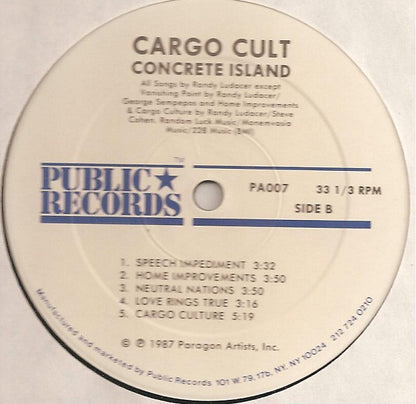 CARGO CULT
CONCRETE ISLAND
All Songs by Randy Ludacer except
Vanishing Point by Randy Ludacer/
George Sempepos and Home Improvements
& Cargo Culture by Randy Ludacer/Steve
Cohen, Random Luck Music/Monemvasia
Music/228 Music (BMI)
PUBLIC ★ TM
RECORDS
PA007 33 1/3 RPM
SIDE B
1. SPEECH IMPEDIMENT 3:32
2. HOME IMPROVEMENTS 3:50
3. NEUTRAL NATIONS 3:50
4. LOVE RINGS TRUE 3:16
5. CARGO CULTURE 5:19
© ℗ 1987 Paragon Artists, Inc.
Manufactured and marketed by Public Records 101 W. 79, 17b, NY, NY 10024 212 724 0210